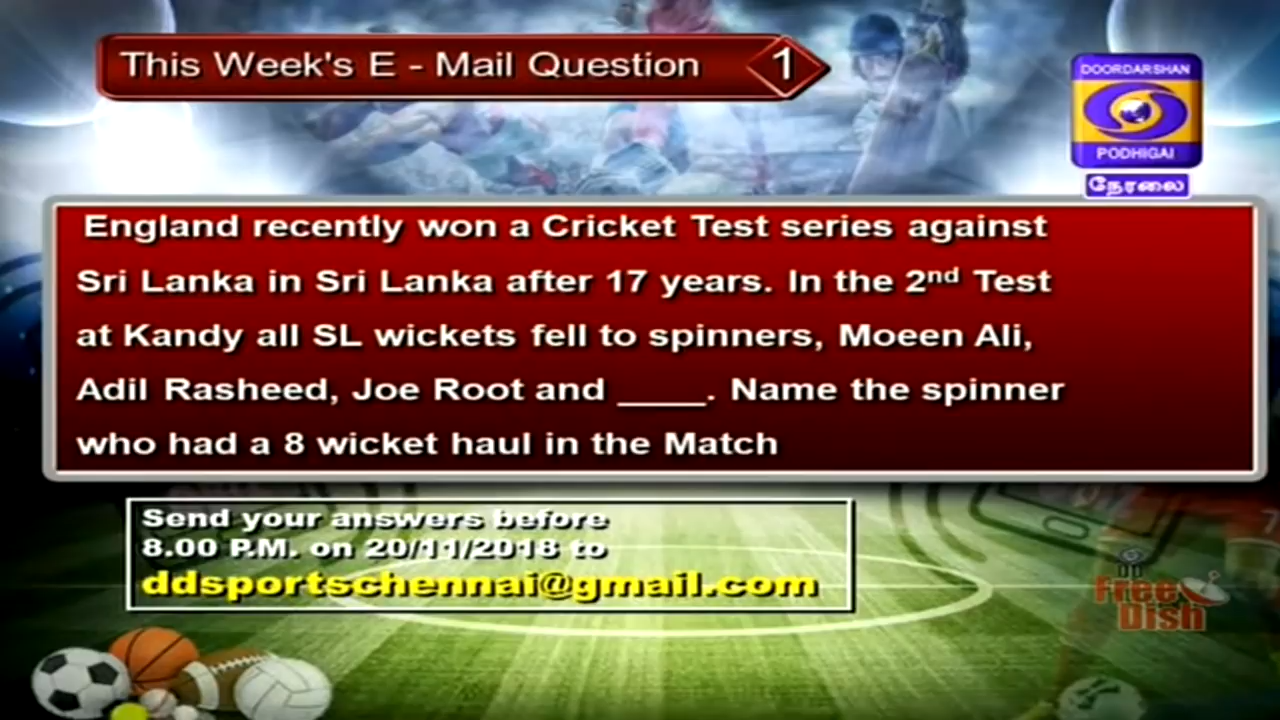 This Week's E - Mail Question 1
DOORDARSHAN
PODHIGAI
நேரலை
England recently won a Cricket Test series against
Sri Lanka in Sri Lanka after 17 years. In the 2nd Test
at Kandy all SL wickets fell to spinners, Moeen Ali,
Adil Rasheed, Joe Root and ____. Name the spinner
who had a 8 wicket haul in the Match
Send your answers before
8.00 P.M. on 20/11/2018 to
ddsportschennai@gmail.com
DD
Free
Dish